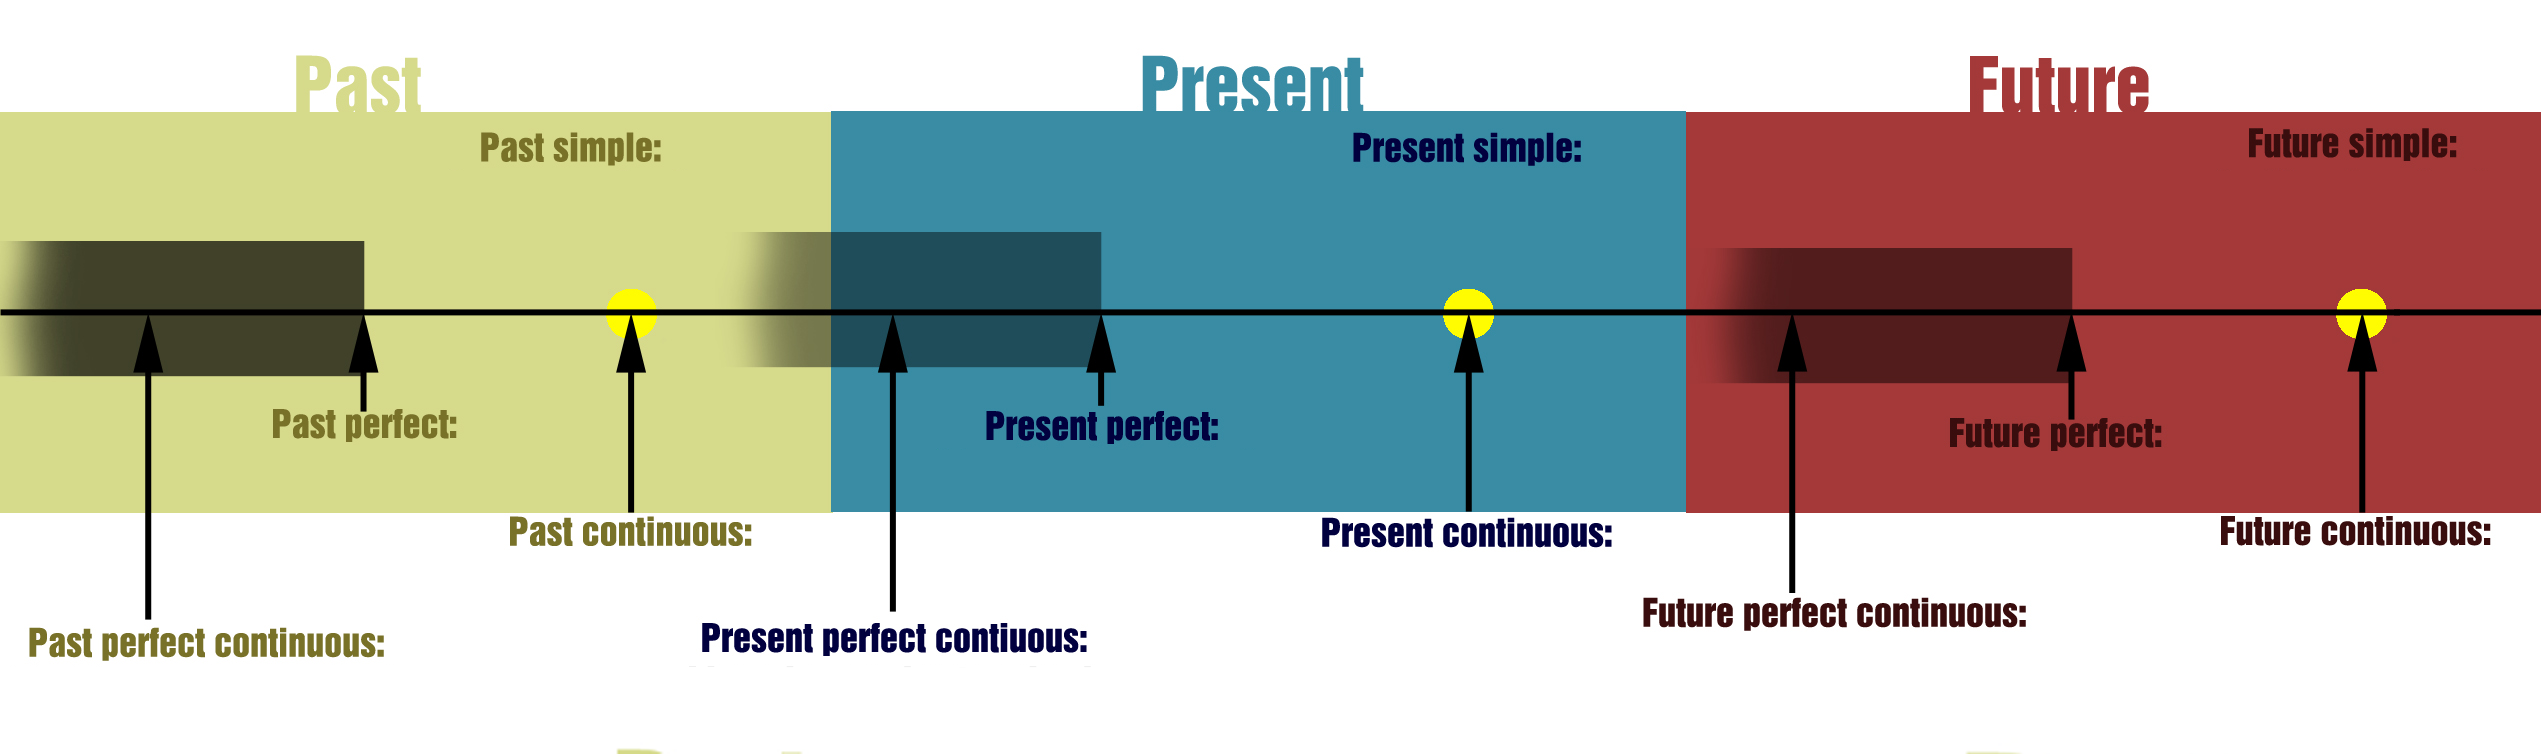 Past
Present
Future
Past simple:
Present simple:
Future simple:
Past perfect:
Present perfect:
Future perfect:
Past continuous:
Present continuous:
Future continuous:
Past perfect continuous:
Present perfect contiuous:
Future perfect continuous: